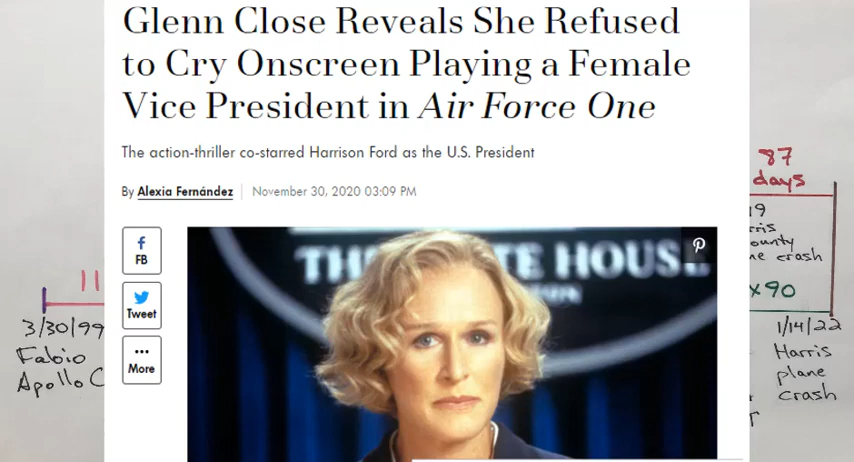 Glenn Close Reveals She Refused
to Cry Onscreen Playing a Female
Vice President in Air Force One
The action-thriller co-starred Harrison Ford as the U.S. President
By Alexia Fernández
November 30, 2020 03:09 PM
FB
Tweet
More
THE WHITE HOUSE
11
3/30/99
Fabio
Apollo C
87
days
19
ounty
crash
x90
1/14/22
Harris
plane
crash